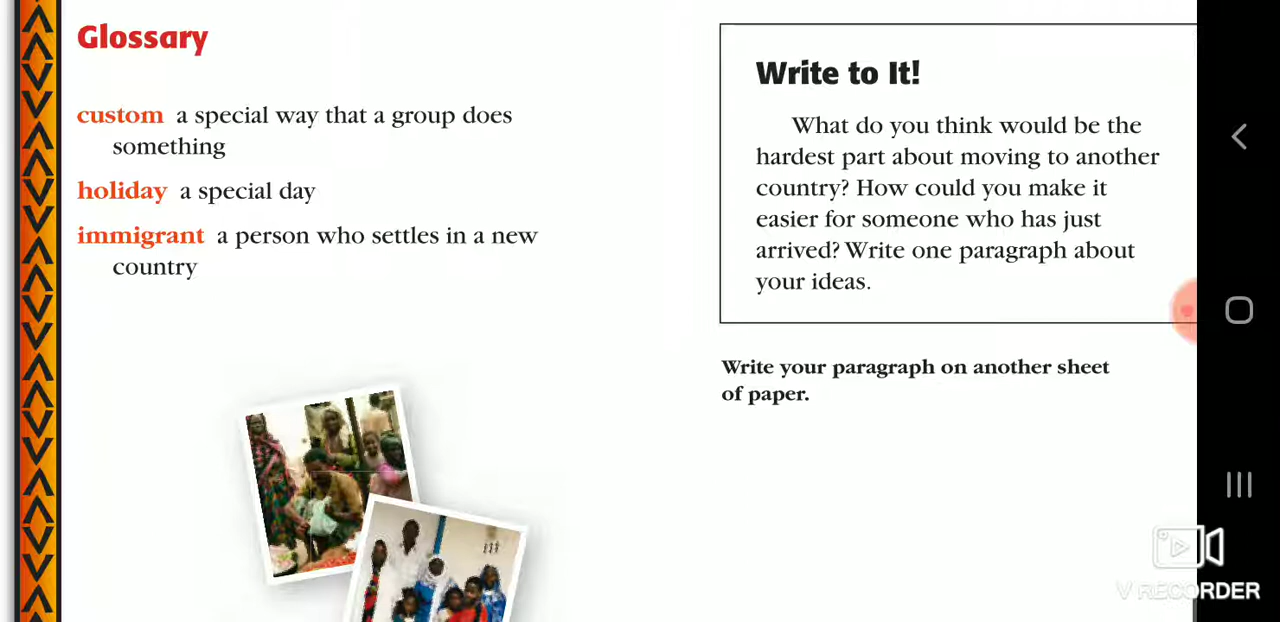 Glossary
custom a special way that a group does
something
holiday a special day
immigrant a person who settles in a new
country
Write to It!
What do you think would be the
hardest part about moving to another
country? How could you make it
easier for someone who has just
arrived? Write one paragraph about
your ideas.
Write your paragraph on another sheet
of paper.
V RECORDER